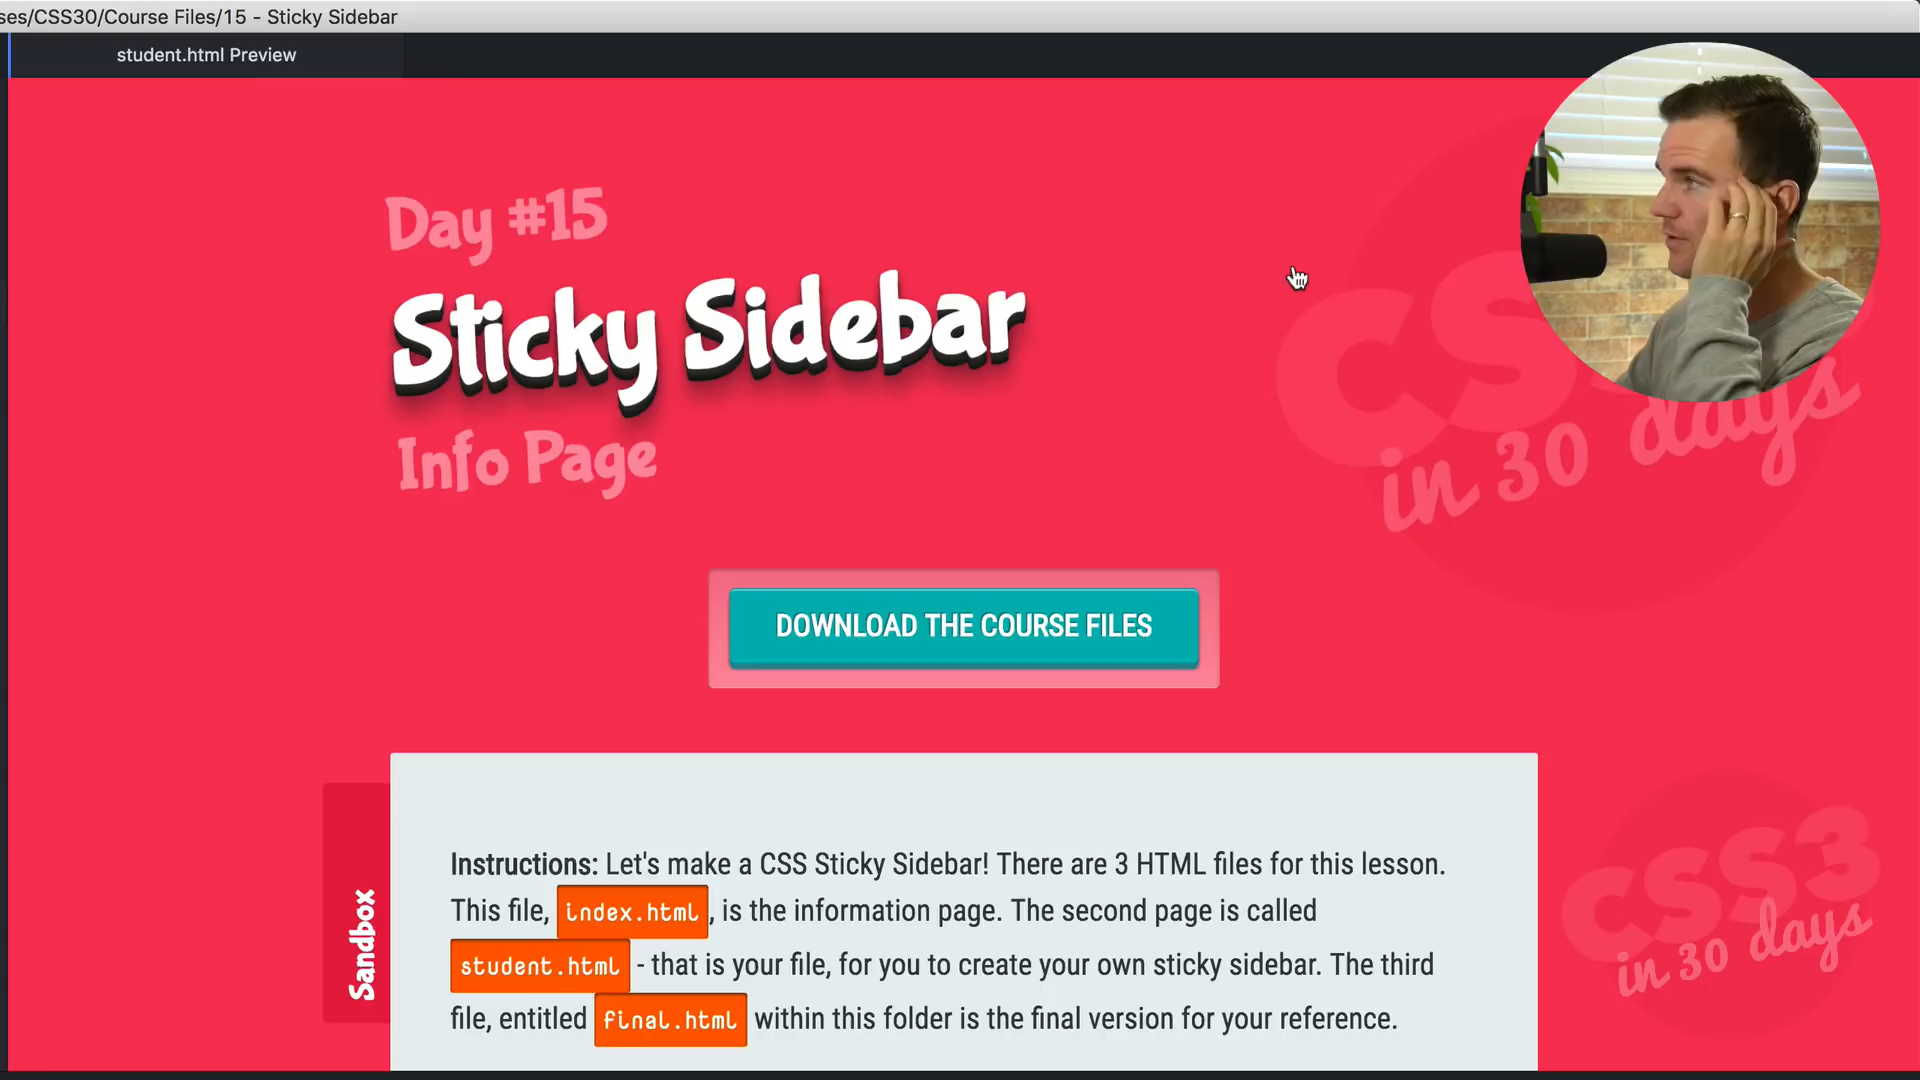 ses/CSS30/Course Files/15 - Sticky Sidebar
student.html Preview
Day #15
Sticky Sidebar
Info Page
CSS
in 30 days
DOWNLOAD THE COURSE FILES
Sandbox
Instructions: Let's make a CSS Sticky Sidebar! There are 3 HTML files for this lesson.
This file, index.html, is the information page. The second page is called
student.html - that is your file, for you to create your own sticky sidebar. The third
file, entitled final.html within this folder is the final version for your reference.
CSS3
in 30 days